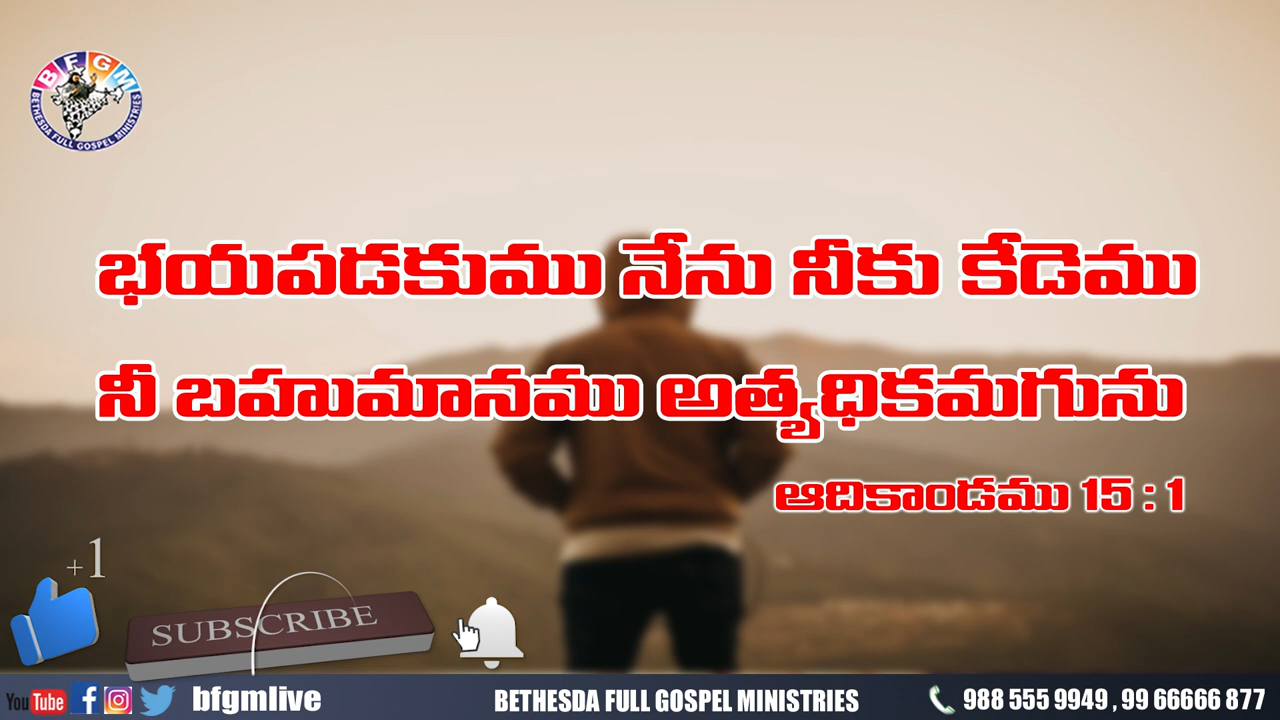 BFGM
BETHESDA FULL GOSPEL MINISTRIES
భయపడకుము నేను నీకు కేడెము
నీ బహుమానము అత్యధికమగును
ఆదికాండము 15 : 1
+1
SUBSCRIBE
YouTube bfgmlive BETHESDA FULL GOSPEL MINISTRIES 988 555 9949 , 99 66666 877